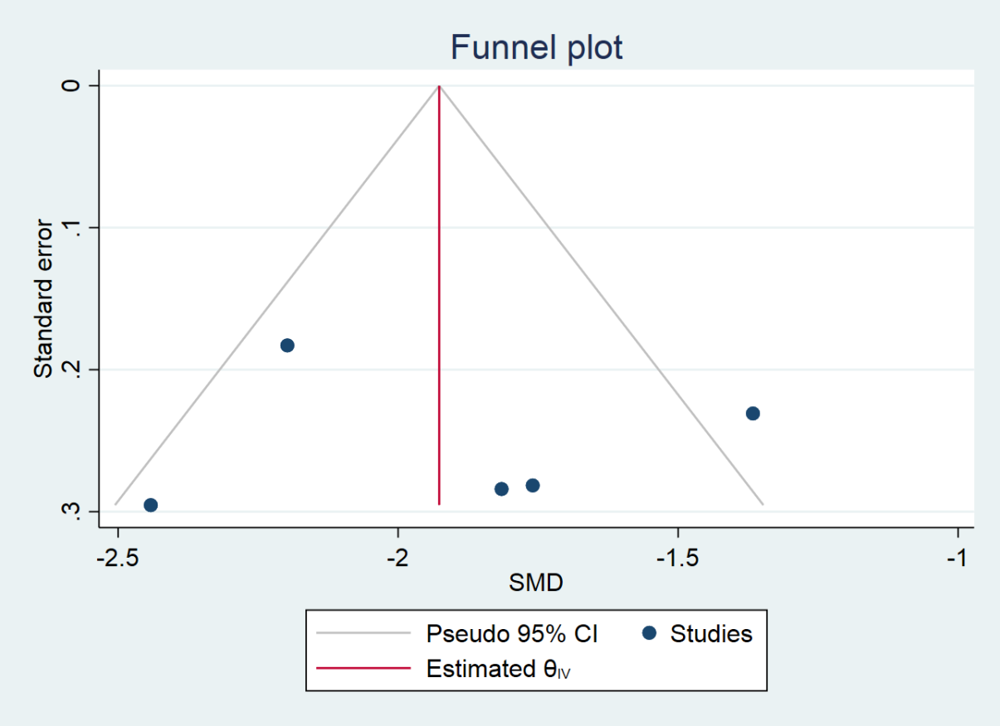 Funnel plot
Standard error
0
.1
.2
.3
-2.5 -2 -1.5 -1
SMD
Pseudo 95% CI Studies
Estimated θIV